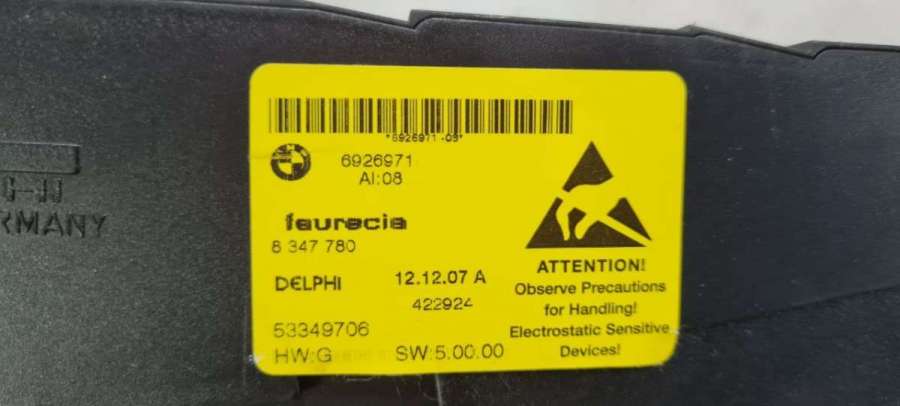 *6926971-09*
6926971
AI:08
faurecia
8 347 780
DELPHI 12.12.07 A
422924
53349706
HW:G SW:5.00.00
ATTENTION!
Observe Precautions
for Handling!
Electrostatic Sensitive
Devices!
RMANY